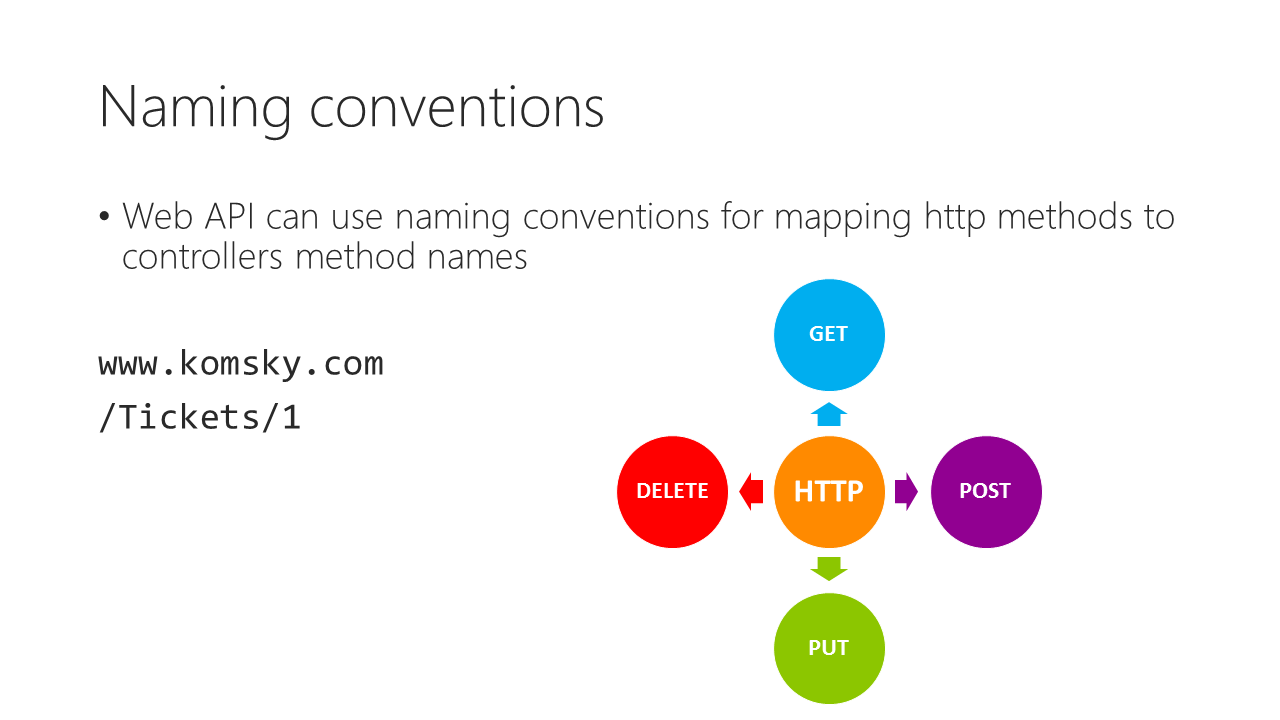 Naming conventions
• Web API can use naming conventions for mapping http methods to
controllers method names
www.komsky.com
/Tickets/1
GET
DELETE
HTTP
POST
PUT